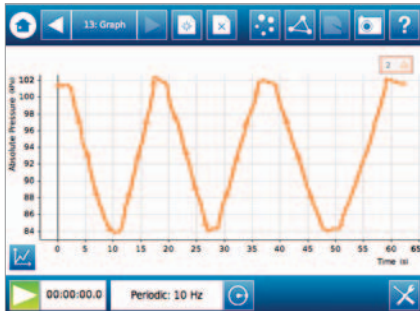 13: Graph
?
2
Absolute Pressure (kPa)
102
100
98
96
94
92
90
88
86
84
0 5 10 15 20 25 30 35 40 45 50 55 60 65
Time (s)
00:00:00.0 Periodic: 10 Hz